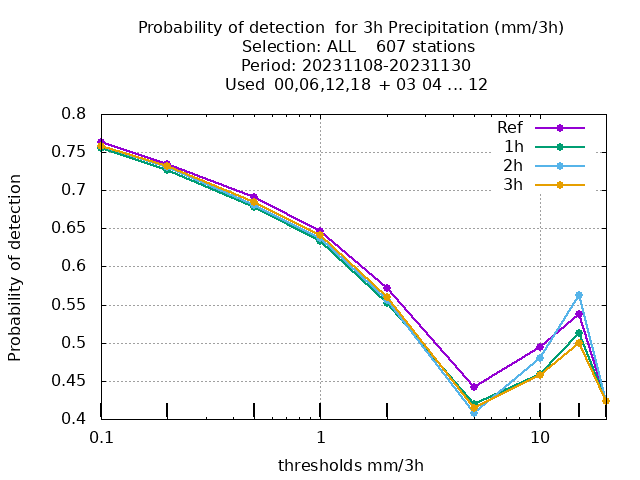 Probability of detection  for 3h Precipitation (mm/3h)
Selection: ALL    607 stations
Period: 20231108-20231130
Used  00,06,12,18  + 03 04 ... 12
Ref
1h
2h
3h
Probability of detection
0.8
0.75
0.7
0.65
0.6
0.55
0.5
0.45
0.4
0.1
1
10
thresholds mm/3h